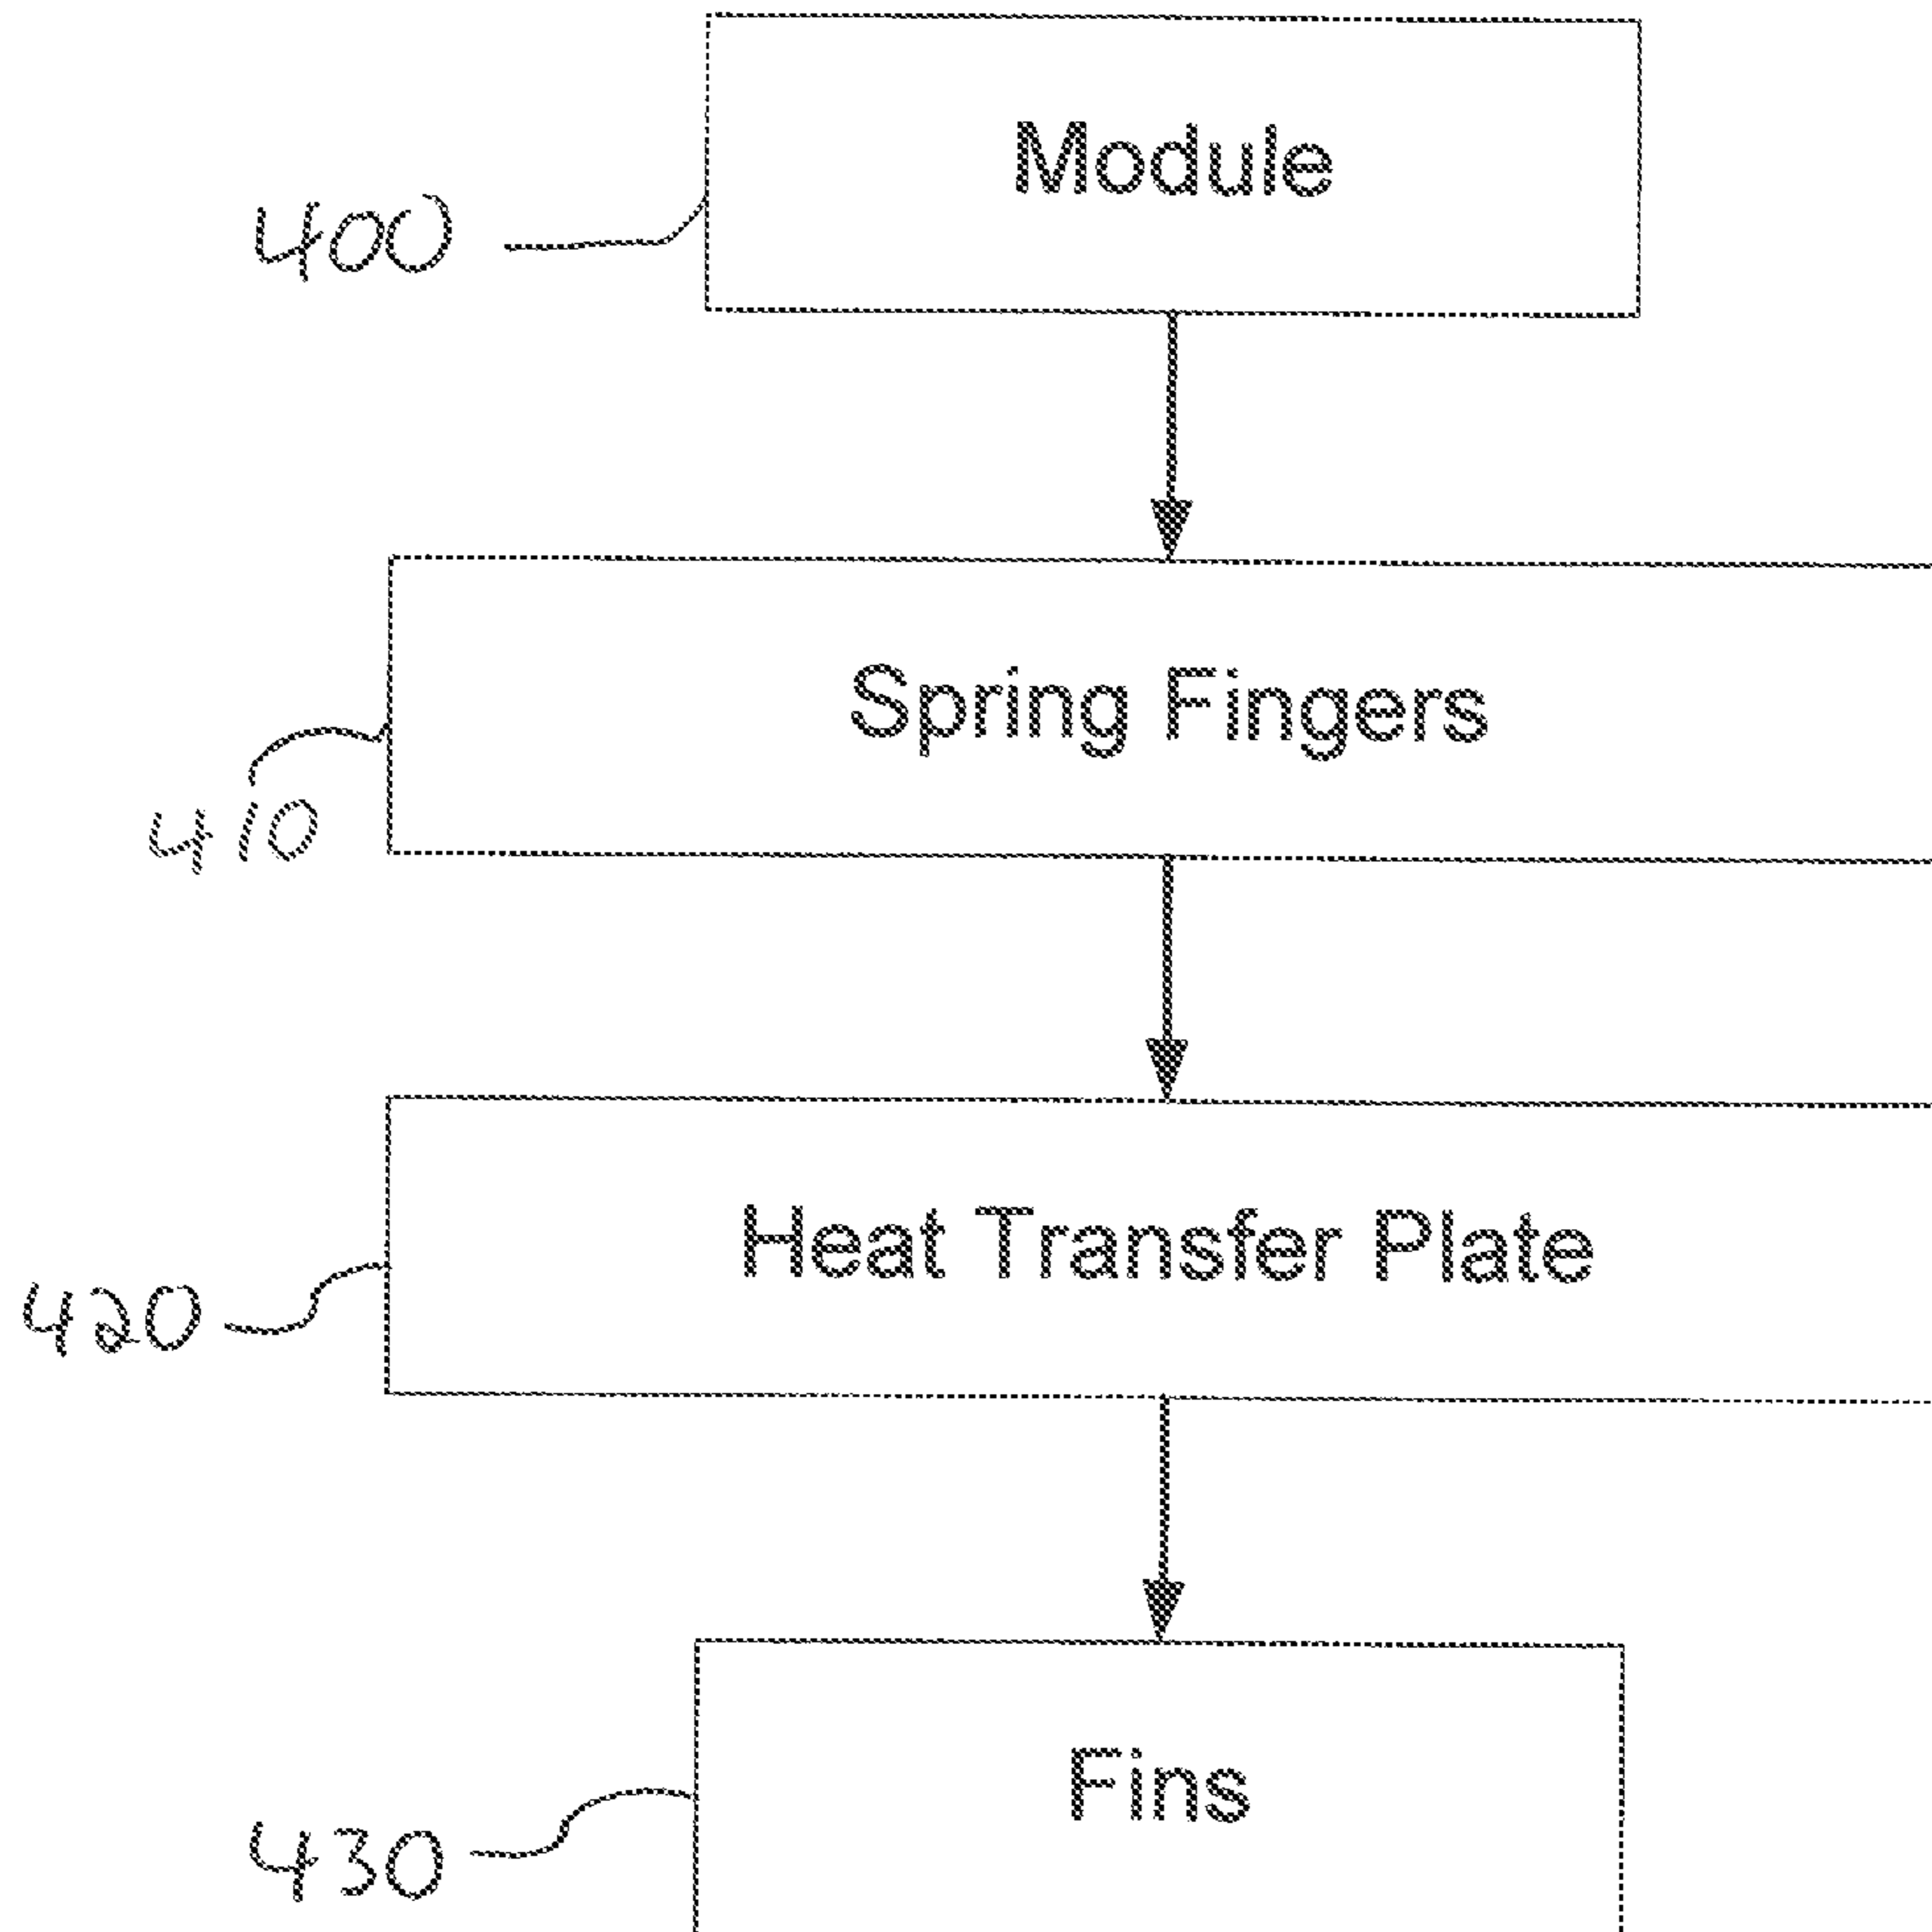 Module
400
Spring Fingers
410
Heat Transfer Plate
420
Fins
430